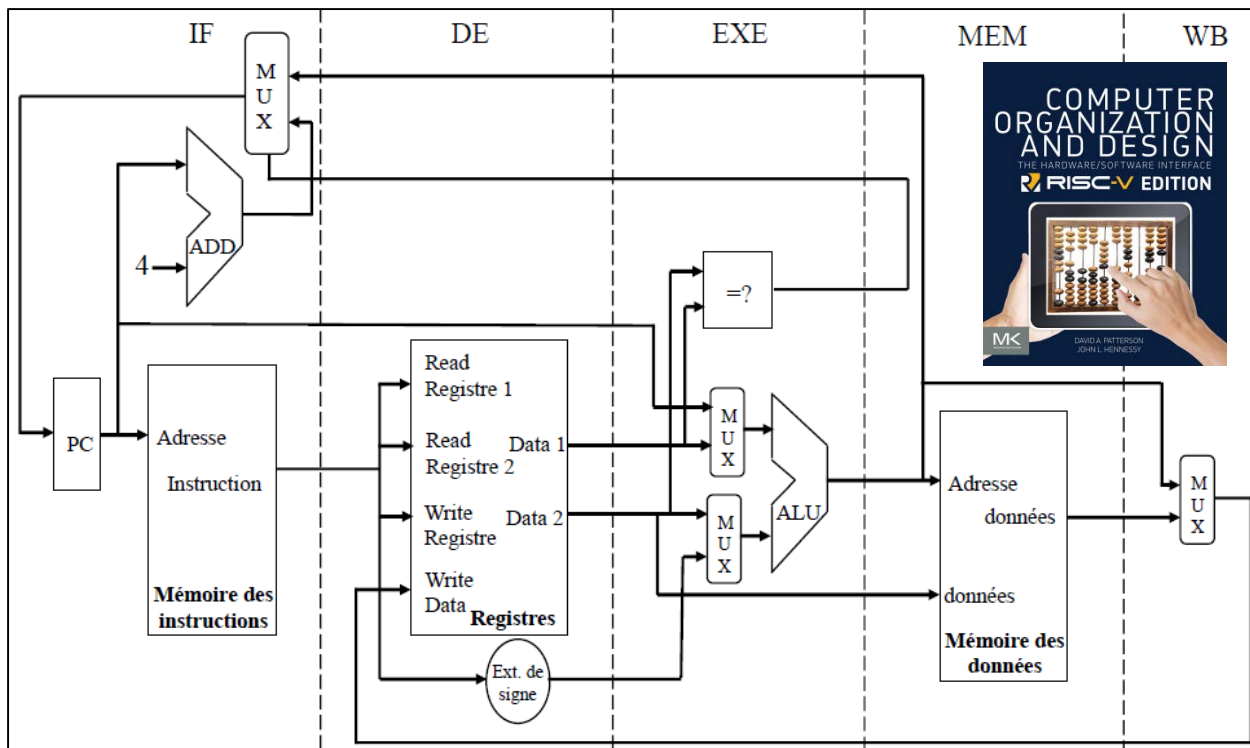 IF
DE
EXE
MEM
WB
M
U
X
ADD
4
=?
COMPUTER
ORGANIZATION
AND DESIGN
THE HARDWARE/SOFTWARE INTERFACE
RISC-V EDITION
MK
DAVID A. PATTERSON
JOHN L. HENNESSY
PC
Adresse
Instruction
Mémoire des
instructions
Read
Registre 1
Read
Registre 2
Write
Registre
Write
Data
Data 1
Data 2
Registres
Ext. de
signe
M
U
X
M
U
X
ALU
Adresse
données
données
Mémoire des
données
M
U
X